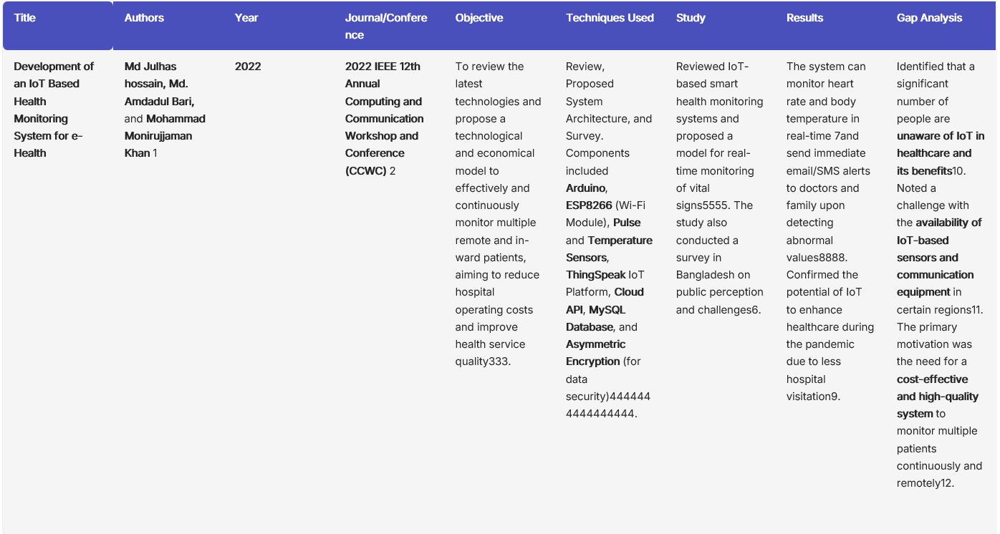 Title
Authors
Year
Journal/Confere
nce
Objective
Techniques Used
Study
Results
Gap Analysis
Development of
an IoT Based
Health
Monitoring
System for e-
Health
Md Julhas
hossain, Md.
Amdadul Bari,
and Mohammad
Monirujjaman
Khan 1
2022
2022 IEEE 12th
Annual
Computing and
Communication
Workshop and
Conference
(CCWC) 2
To review the
latest
technologies and
propose a
technological
and economical
model to
effectively and
continuously
monitor multiple
remote and in-
ward patients,
aiming to reduce
hospital
operating costs
and improve
health service
quality333.
Review,
Proposed
System
Architecture, and
Survey.
Components
included
Arduino,
ESP8266 (Wi-Fi
Module), Pulse
and Temperature
Sensors,
ThingSpeak IoT
Platform, Cloud
API, MySQL
Database, and
Asymmetric
Encryption (for
data
security)444444
4444444444.
Reviewed IoT-
based smart
health monitoring
systems and
proposed a
model for real-
time monitoring
of vital
signs5555. The
study also
conducted a
survey in
Bangladesh on
public perception
and challenges6.
The system can
monitor heart
rate and body
temperature in
real-time 7and
send immediate
email/SMS alerts
to doctors and
family upon
detecting
abnormal
values8888.
Confirmed the
potential of IoT
to enhance
healthcare during
the pandemic
due to less
hospital
visitation9.
Identified that a
significant
number of
people are
unaware of IoT in
healthcare and
its benefits10.
Noted a
challenge with
the availability of
IoT-based
sensors and
communication
equipment in
certain regions11.
The primary
motivation was
the need for a
cost-effective
and high-quality
system to
monitor multiple
patients
continuously and
remotely12.